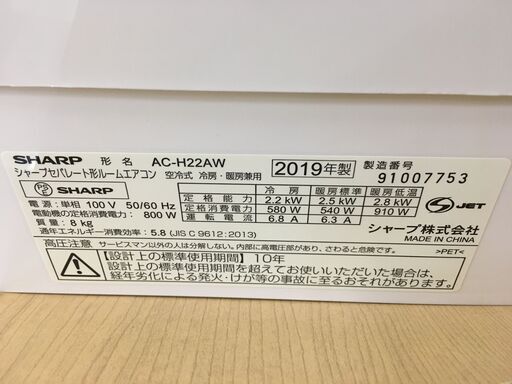 SHARP 形名 AC-H22AW 2019年製 製造番号
シャープセパレート形ルームエアコン 空冷式 冷房・暖房兼用 91007753
PS E SHARP 冷房 暖房標準 暖房低温
定格能力 2.2 kW 2.5 kW 2.8 kW
電源:単相 100 V 50/60 Hz 定格消費電力 580 W 540 W 910 W JET
電動機の定格消費電力: 800 W 運転電流 6.8 A 6.3 A
質量:8 kg シャープ株式会社
通年エネルギー消費効率:5.8 (JIS C 9612:2013) MADE IN CHINA
高圧注意 サービスマン以外の人は分解しない。内部に高電圧部があり、さわると危険です。 >PET<
【設計上の標準使用期間】10年
設計上の標準使用期間を超えてお使いいただいた場合は、
経年劣化による発火・けが等の事故に至るおそれがあります。